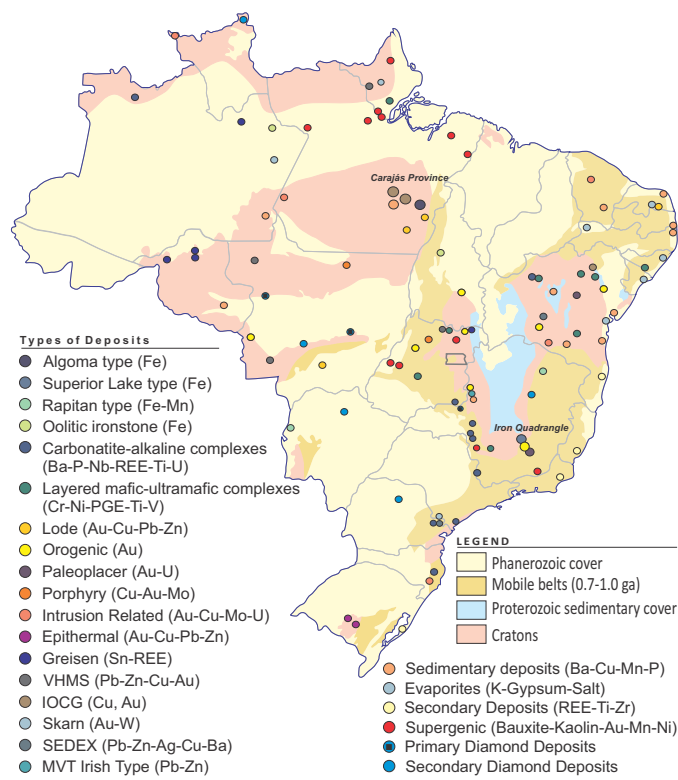 Carajás Province
Iron Quadrangle
Types of Deposits
Algoma type (Fe)
Superior Lake type (Fe)
Rapitan type (Fe-Mn)
Oolitic ironstone (Fe)
Carbonatite-alkaline complexes
(Ba-P-Nb-REE-Ti-U)
Layered mafic-ultramafic complexes
(Cr-Ni-PGE-Ti-V)
Lode (Au-Cu-Pb-Zn)
Orogenic (Au)
Paleoplacer (Au-U)
Porphyry (Cu-Au-Mo)
Intrusion Related (Au-Cu-Mo-U)
Epithermal (Au-Cu-Pb-Zn)
Greisen (Sn-REE)
VHMS (Pb-Zn-Cu-Au)
IOCG (Cu, Au)
Skarn (Au-W)
SEDEX (Pb-Zn-Ag-Cu-Ba)
MVT Irish Type (Pb-Zn)
LEGEND
Phanerozoic cover
Mobile belts (0.7-1.0 ga)
Proterozoic sedimentary cover
Cratons
Sedimentary deposits (Ba-Cu-Mn-P)
Evaporites (K-Gypsum-Salt)
Secondary Deposits (REE-Ti-Zr)
Supergenic (Bauxite-Kaolin-Au-Mn-Ni)
Primary Diamond Deposits
Secondary Diamond Deposits